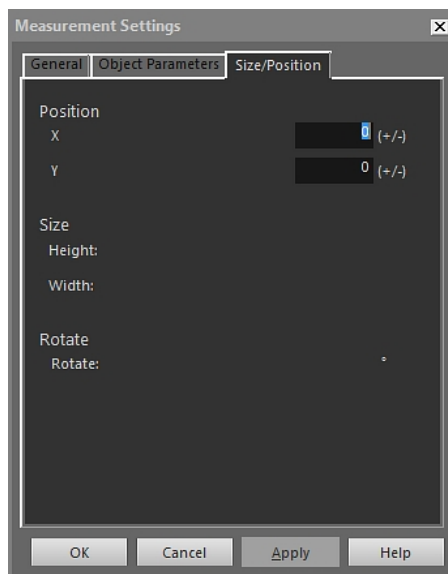 Measurement Settings
General Object Parameters Size/Position
Position
X 0 (+/-)
Y 0 (+/-)
Size
Height:
Width:
Rotate
Rotate: °
OK Cancel Apply Help